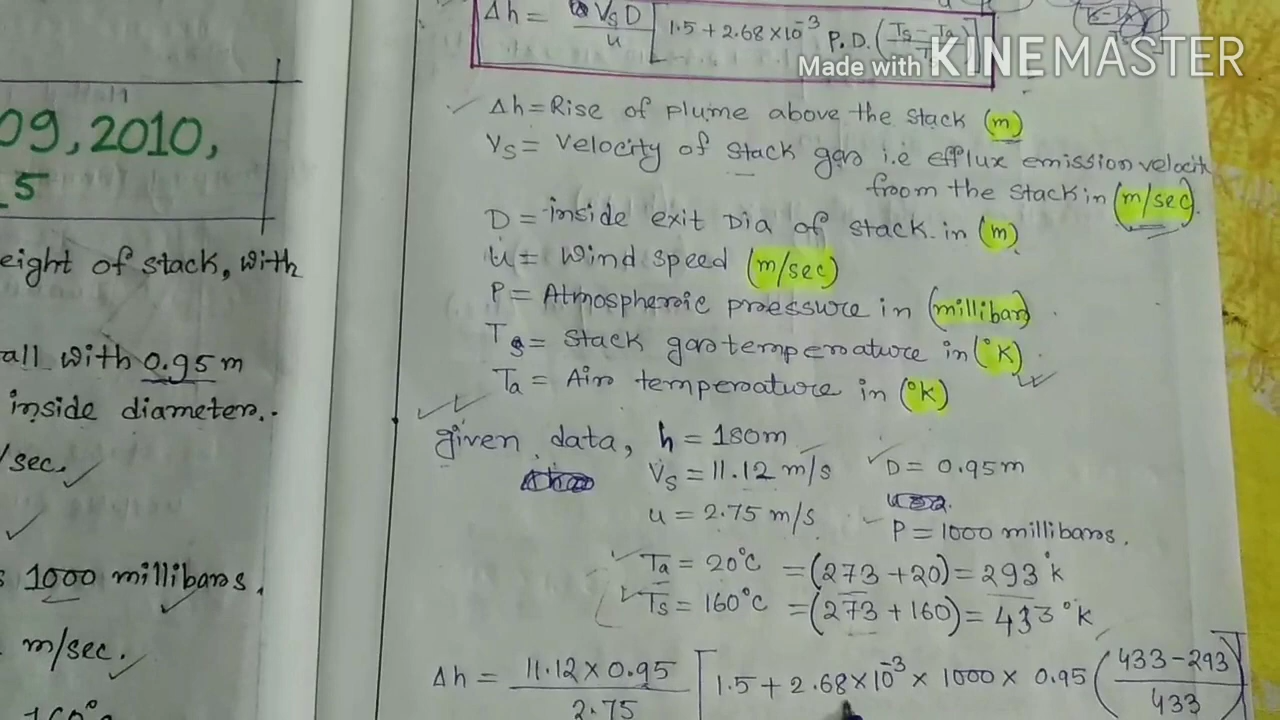 Δh = VsD/u [1.5 + 2.68 × 10⁻³ P.D. (Ts - Ta
Made with KINEMASTER
Δh = Rise of plume above the stack (m)
Vs = Velocity of stack gas i.e efflux emission velocit
from the stack in (m/sec).
D = inside exit Dia of stack in (m)
u = Wind speed (m/sec)
P = Atmospheric pressure in (millibar)
Ts = Stack gas temperature in (°K)
Ta = Air temperature in (°K)
given data, h = 180m
Vs = 11.12 m/s D = 0.95m
u = 2.75 m/s P = 1000 millibars.
Ta = 20°C = (273 + 20) = 293°K
Ts = 160°C = (273 + 160) = 433°K
Δh = 11.12 × 0.95 / 2.75 [1.5 + 2.68 × 10⁻³ × 1000 × 0.95 (433 - 293 / 433)]
09, 2010,
5
eight of stack, with
all with 0.95 m
inside diameter.
/sec.
1000 millibars.
m/sec.